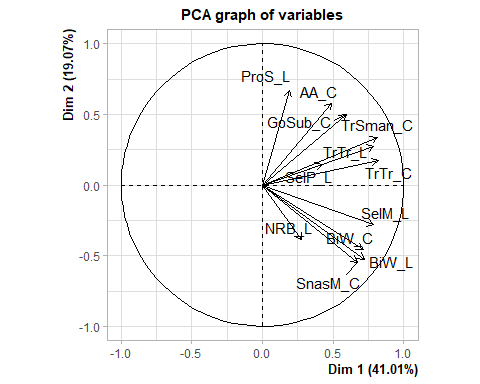 PCA graph of variables
Dim 2 (19.07%)
1.0
0.5
0.0
-0.5
-1.0
ProS_L
AA_C
GoSub_C
TrSman_C
TrTr_L
TrTr_C
SelP_L
SelM_L
NRB_L
BiW_C
BiW_L
SnasM_C
-1.0 -0.5 0.0 0.5 1.0
Dim 1 (41.01%)